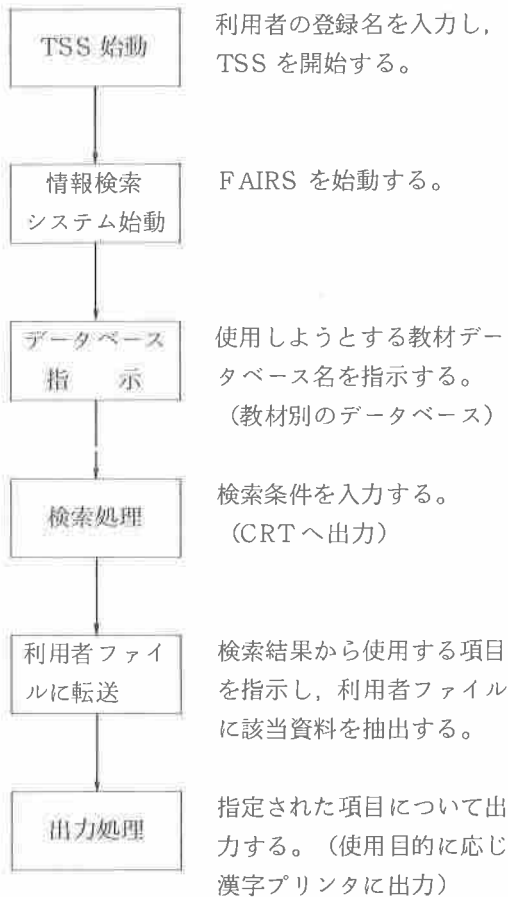 TSS 始動
利用者の登録名を入力し,
TSS を開始する。
情報検索
システム始動
FAIRS を始動する。
データベース
指 示
使用しようとする教材デー
タベース名を指示する。
(教材別のデータベース)
検索処理
検索条件を入力する。
(CRT へ出力)
利用者ファイ
ルに転送
検索結果から使用する項目
を指示し,利用者ファイル
に該当資料を抽出する。
出力処理
指定された項目について出
力する。(使用目的に応じ
漢字プリンタに出力)